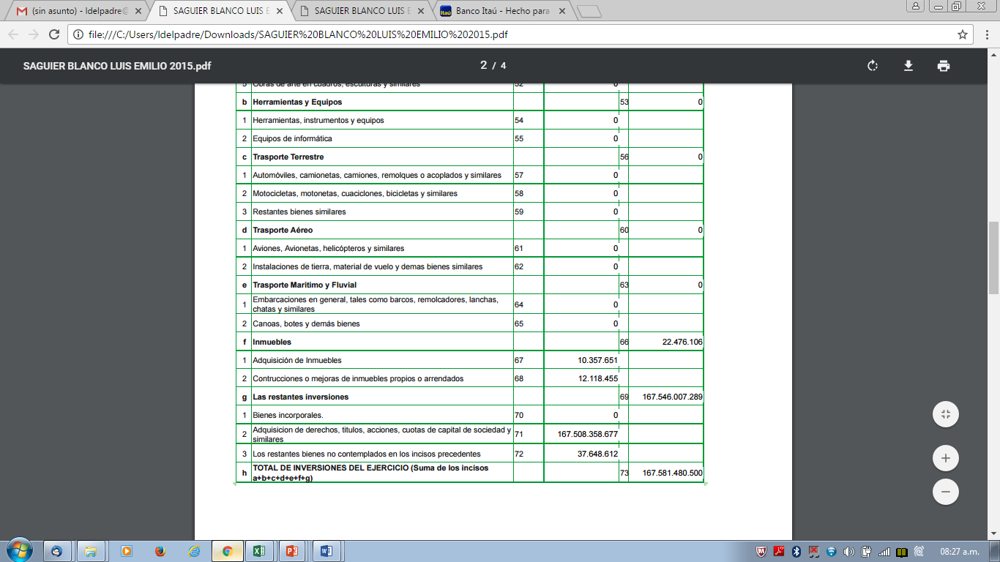 (sin asunto) - ldelpadre@
SAGUIER BLANCO LUIS E
SAGUIER BLANCO LUIS E
Itaú
Banco Itaú - Hecho para
file:///C:/Users/ldelpadre/Downloads/SAGUIER%20BLANCO%20LUIS%20EMILIO%202015.pdf
SAGUIER BLANCO LUIS EMILIO 2015.pdf 2 / 4
5 Obras de arte en cuadros, esculturas y similares 52 0
b Herramientas y Equipos 53 0
1 Herramientas, instrumentos y equipos 54 0
2 Equipos de informática 55 0
c Trasporte Terrestre 56 0
1 Automóviles, camionetas, camiones, remolques o acoplados y similares 57 0
2 Motocicletas, motonetas, cuaciclones, bicicletas y similares 58 0
3 Restantes bienes similares 59 0
d Trasporte Aéreo 60 0
1 Aviones, Avionetas, helicópteros y similares 61 0
2 Instalaciones de tierra, material de vuelo y demas bienes similares 62 0
e Trasporte Marítimo y Fluvial 63 0
1 Embarcaciones en general, tales como barcos, remolcadores, lanchas,
chatas y similares 64 0
2 Canoas, botes y demás bienes 65 0
f Inmuebles 66 22.476.106
1 Adquisición de Inmuebles 67 10.357.651
2 Contrucciones o mejoras de inmuebles propios o arrendados 68 12.118.455
g Las restantes inversiones 69 167.546.007.289
1 Bienes incorporales. 70 0
2 Adquisicion de derechos, titulos, acciones, cuotas de capital de sociedad y
similares 71 167.508.358.677
3 Los restantes bienes no contemplados en los incisos precedentes 72 37.648.612
h TOTAL DE INVERSIONES DEL EJERCICIO (Suma de los incisos
a+b+c+d+e+f+g) 73 167.581.480.500
08:27 a.m.